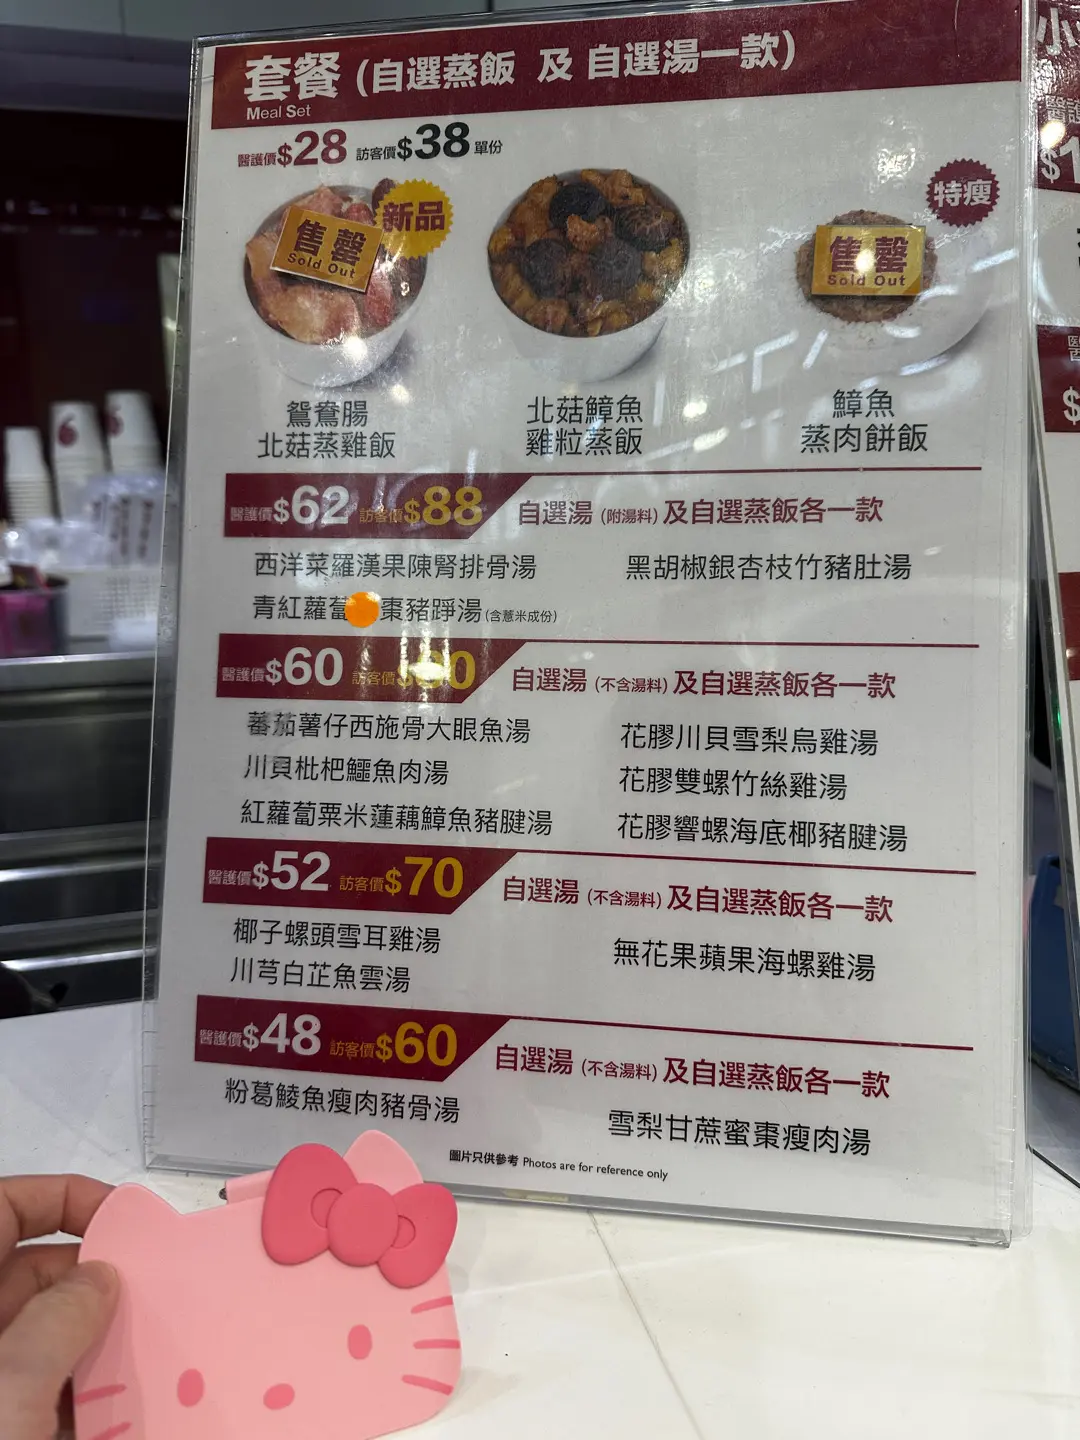 套餐 (自選蒸飯 及 自選湯一款)
Meal Set
醫護價$28 訪客價$38 單份
新品
售罄
Sold Out
特瘦
售罄
Sold Out
鴛鴦腸
北菇蒸雞飯
北菇鱆魚
雞粒蒸飯
鱆魚
蒸肉餅飯
醫護價$62 訪客價$88 自選湯 (附湯料) 及自選蒸飯各一款
西洋菜羅漢果陳腎排骨湯
黑胡椒銀杏枝竹豬肚湯
青紅蘿蔔棗豬踭湯 (含薏米成份)
醫護價$60 訪客價 自選湯 (不含湯料) 及自選蒸飯各一款
蕃茄薯仔西施骨大眼魚湯
花膠川貝雪梨烏雞湯
川貝枇杷鱷魚肉湯
花膠雙螺竹絲雞湯
紅蘿蔔粟米蓮藕鱆魚豬腱湯
花膠響螺海底椰豬腱湯
醫護價$52 訪客價$70 自選湯 (不含湯料) 及自選蒸飯各一款
椰子螺頭雪耳雞湯
無花果蘋果海螺雞湯
川芎白芷魚雲湯
醫護價$48 訪客價$60 自選湯 (不含湯料) 及自選蒸飯各一款
粉葛鯪魚瘦肉豬骨湯
雪梨甘蔗蜜棗瘦肉湯
圖片只供參考 Photos are for reference only
小